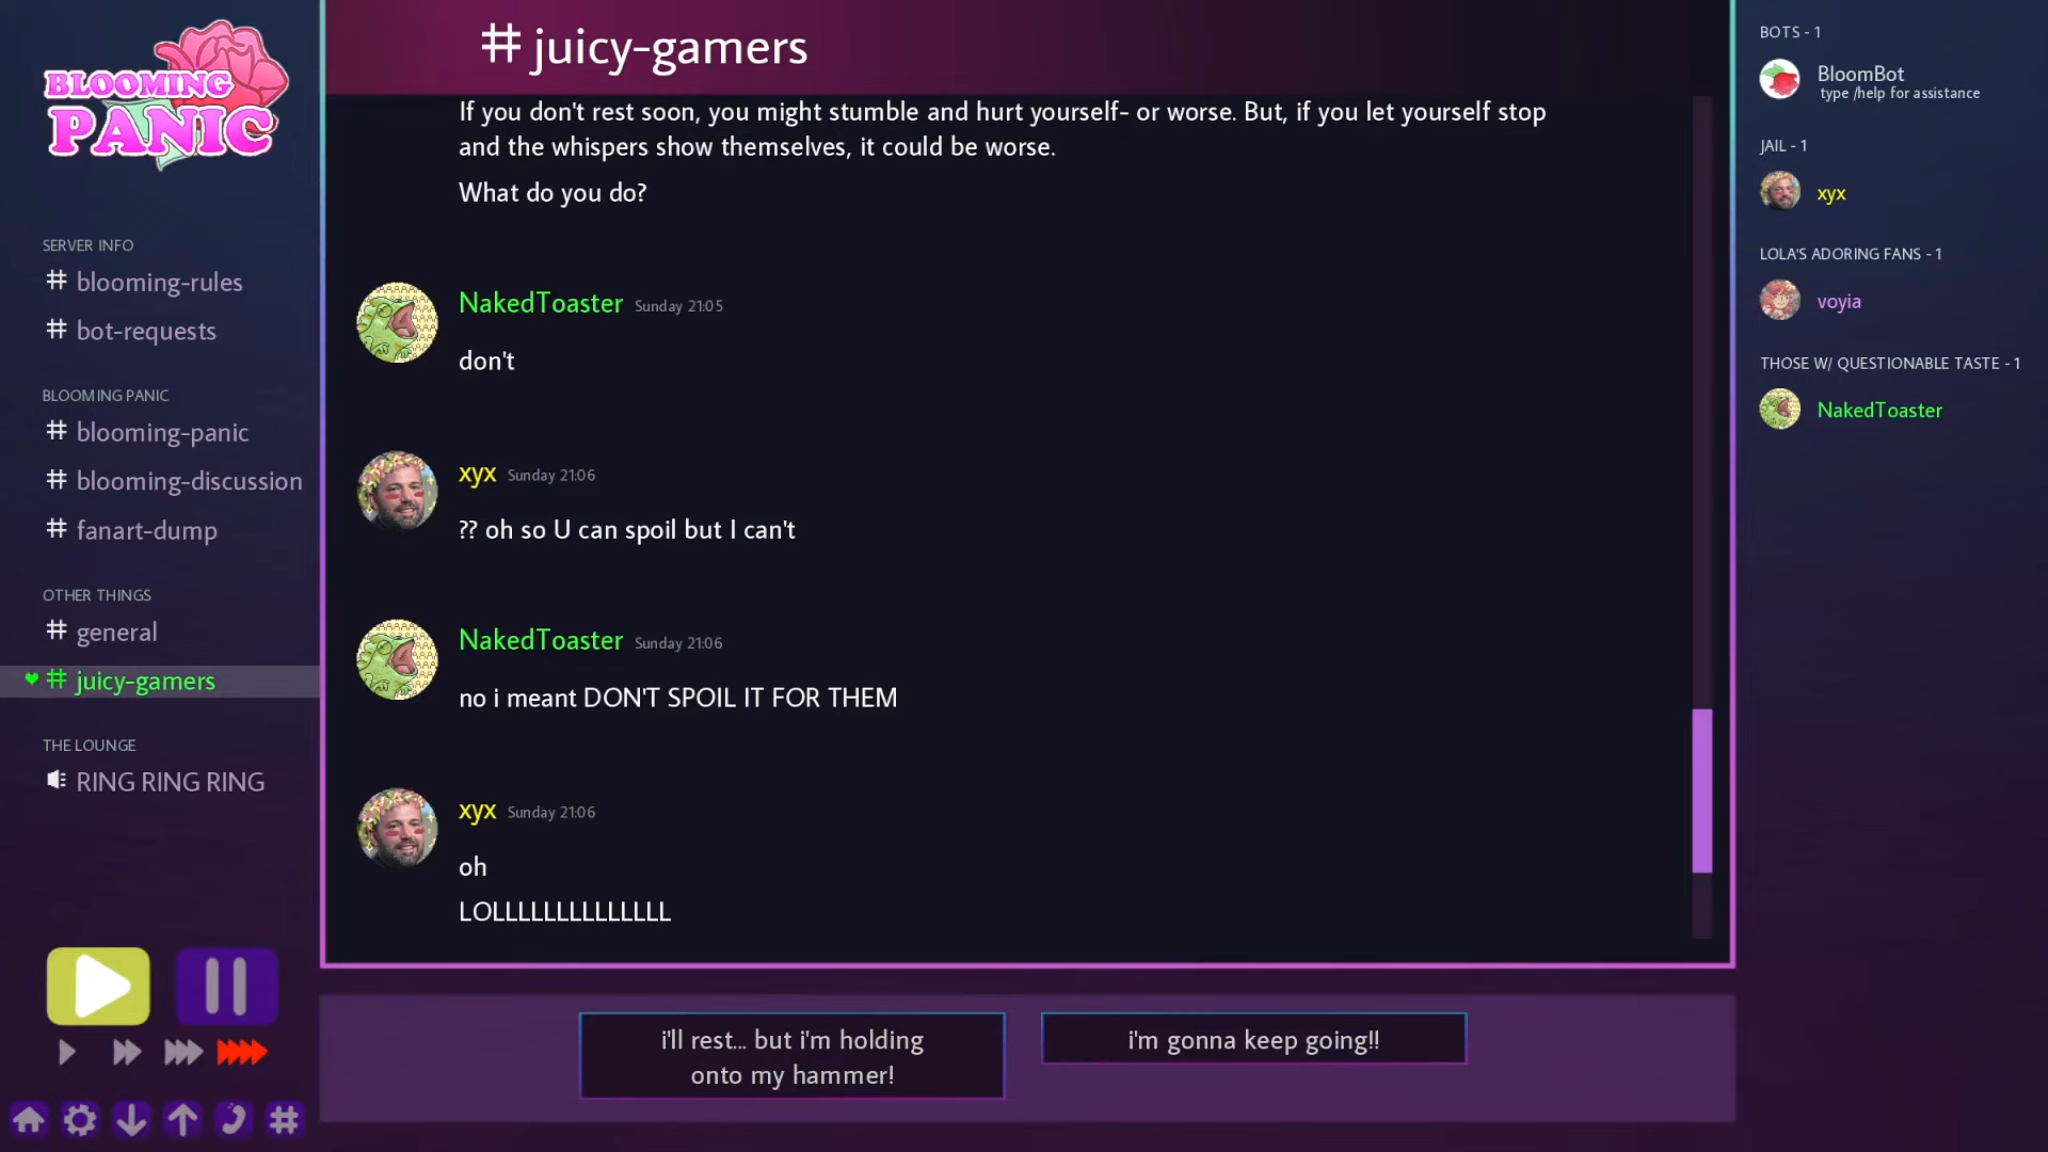 BLOOMING
PANIC
SERVER INFO
# blooming-rules
# bot-requests
BLOOMING PANIC
# blooming-panic
# blooming-discussion
# fanart-dump
OTHER THINGS
# general
# juicy-gamers
THE LOUNGE
RING RING RING
# juicy-gamers
If you don't rest soon, you might stumble and hurt yourself- or worse. But, if you let yourself stop
and the whispers show themselves, it could be worse.
What do you do?
NakedToaster Sunday 21:05
don't
xyx Sunday 21:06
?? oh so U can spoil but I can't
NakedToaster Sunday 21:06
no i meant DON'T SPOIL IT FOR THEM
xyx Sunday 21:06
oh
LOLLLLLLLLLLLLLL
i'll rest... but i'm holding
onto my hammer!
i'm gonna keep going!!
BOTS - 1
BloomBot
type /help for assistance
JAIL - 1
xyx
LOLA'S ADORING FANS - 1
voyia
THOSE W/ QUESTIONABLE TASTE - 1
NakedToaster